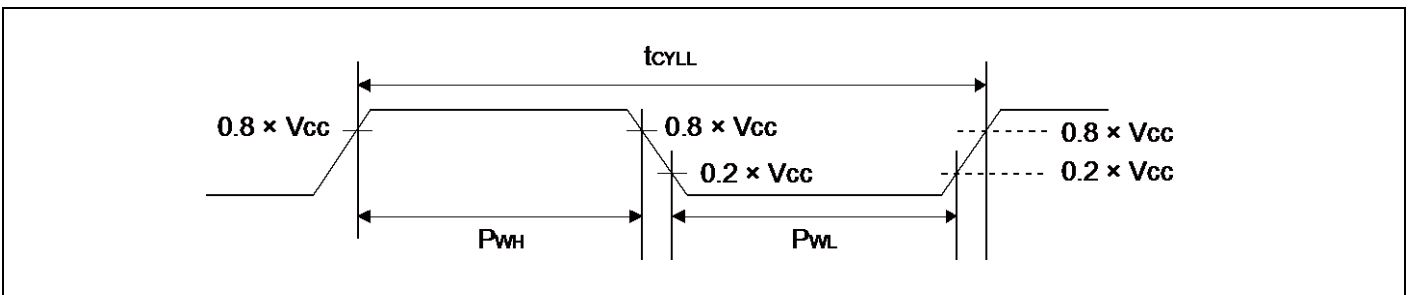 tCYLL
0.8 × Vcc
0.8 × Vcc
0.8 × Vcc
0.2 × Vcc
0.2 × Vcc
PWH
PWL